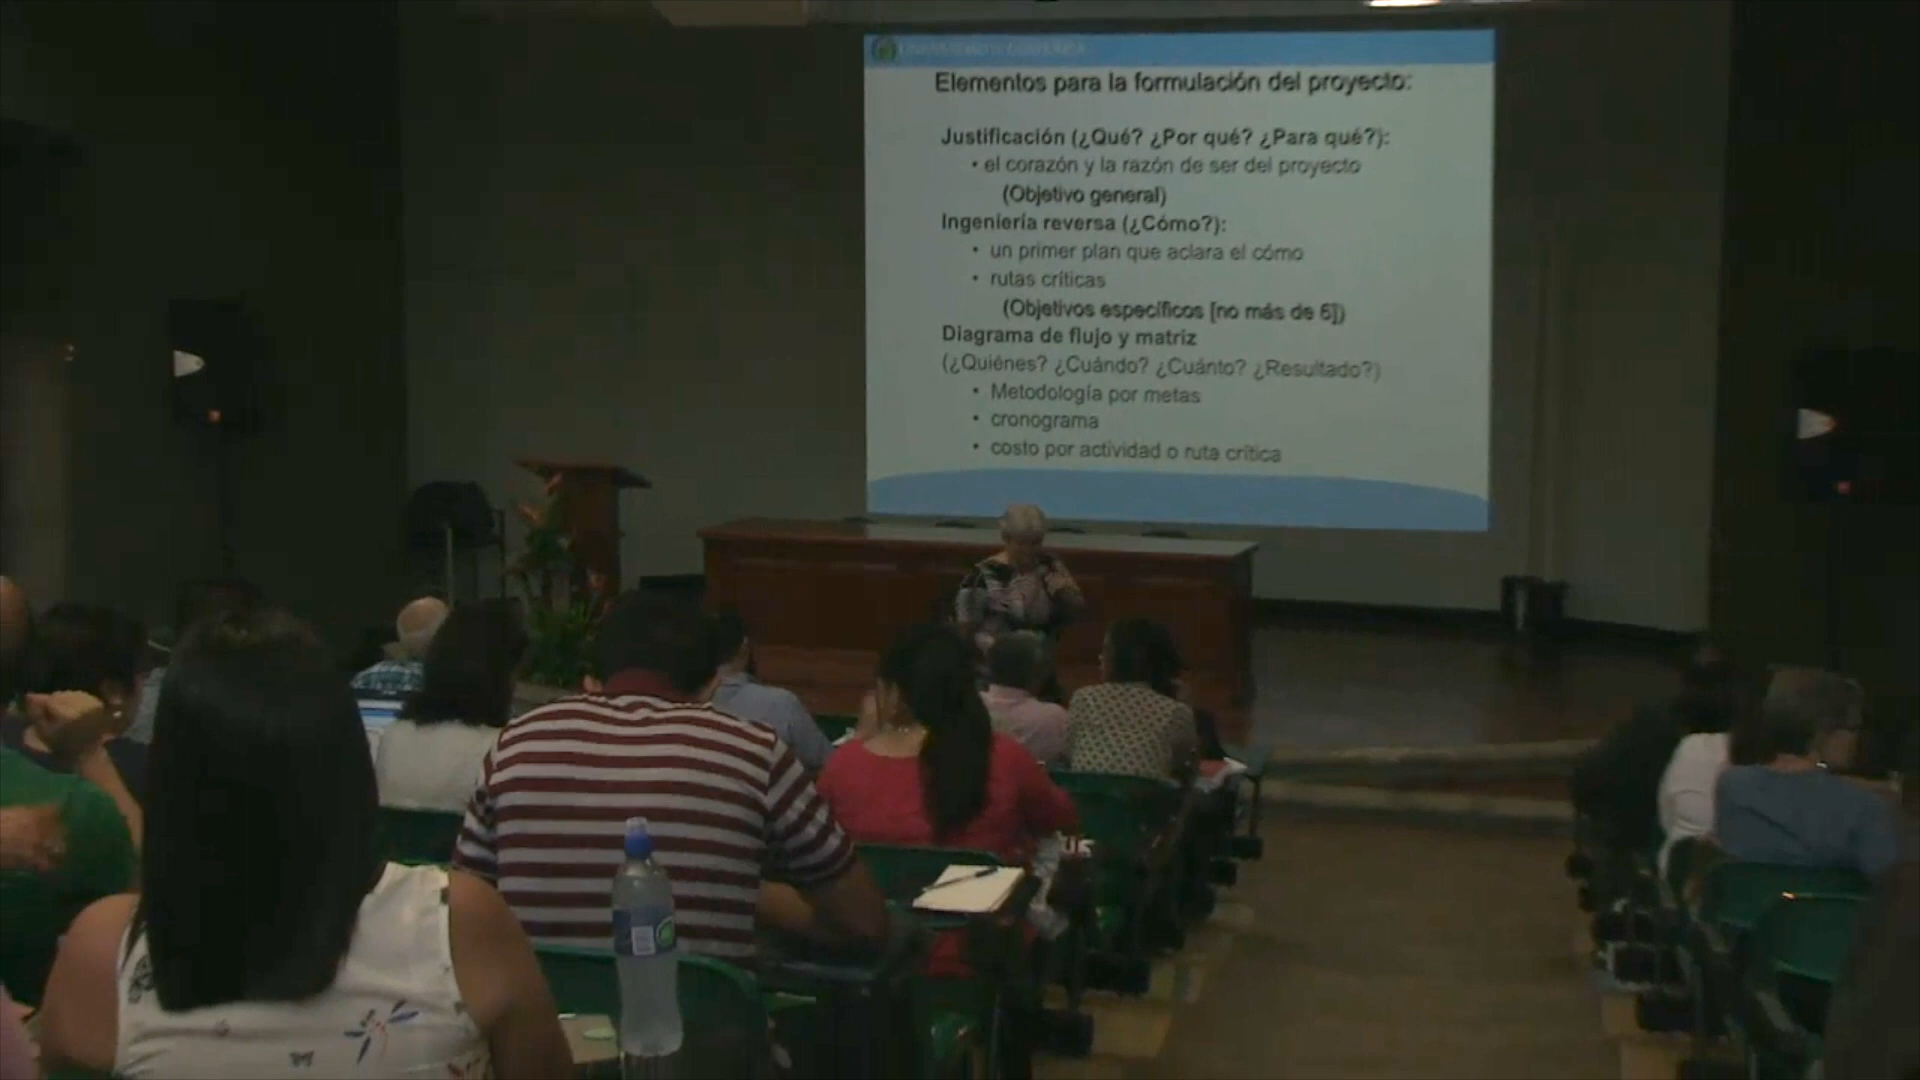 Elementos para la formulación del proyecto:
Justificación (¿Qué? ¿Por qué? ¿Para qué?):
• el corazón y la razón de ser del proyecto
(Objetivo general)
Ingeniería reversa (¿Cómo?):
• un primer plan que aclara el cómo
• rutas críticas
(Objetivos específicos [no más de 6])
Diagrama de flujo y matriz
(¿Quiénes? ¿Cuándo? ¿Cuánto? ¿Resultado?)
• Metodología por metas
• cronograma
• costo por actividad o ruta crítica